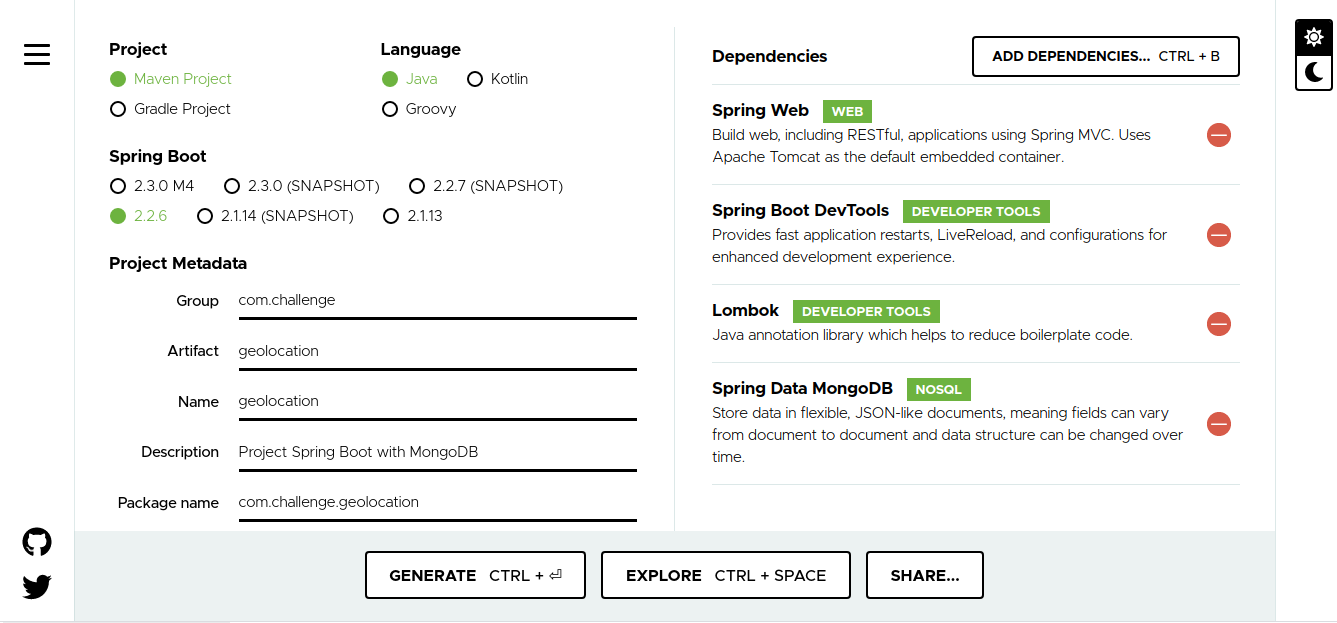 Project
Maven Project
Gradle Project
Language
Java Kotlin
Groovy
Spring Boot
2.3.0 M4 2.3.0 (SNAPSHOT) 2.2.7 (SNAPSHOT)
2.2.6 2.1.14 (SNAPSHOT) 2.1.13
Project Metadata
Group com.challenge
Artifact geolocation
Name geolocation
Description Project Spring Boot with MongoDB
Package name com.challenge.geolocation
Dependencies ADD DEPENDENCIES... CTRL + B
Spring Web WEB
Build web, including RESTful, applications using Spring MVC. Uses
Apache Tomcat as the default embedded container.
Spring Boot DevTools DEVELOPER TOOLS
Provides fast application restarts, LiveReload, and configurations for
enhanced development experience.
Lombok DEVELOPER TOOLS
Java annotation library which helps to reduce boilerplate code.
Spring Data MongoDB NOSQL
Store data in flexible, JSON-like documents, meaning fields can vary
from document to document and data structure can be changed over
time.
GENERATE CTRL + ⏎ EXPLORE CTRL + SPACE SHARE...